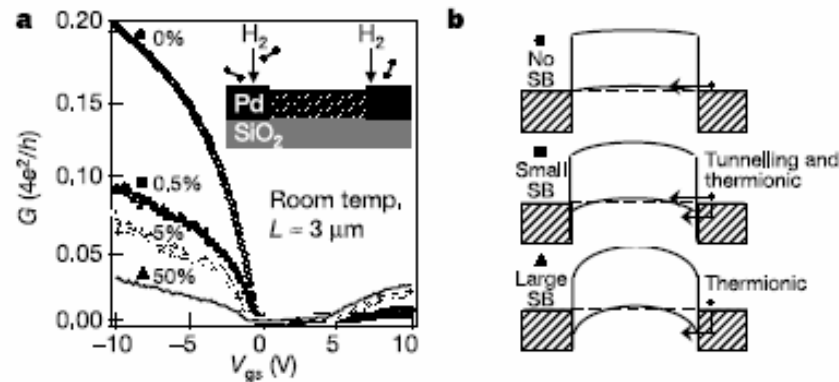 a
0.20
0.15
0.10
0.05
0.00
G (4e²/h)
0%
0.5%
5%
50%
H₂
H₂
Pd
SiO₂
Room temp,
L = 3 µm
-10
-5
0
5
10
V_gs (V)
b
No
SB
Small
SB
Tunnelling and
thermionic
Large
SB
Thermionic